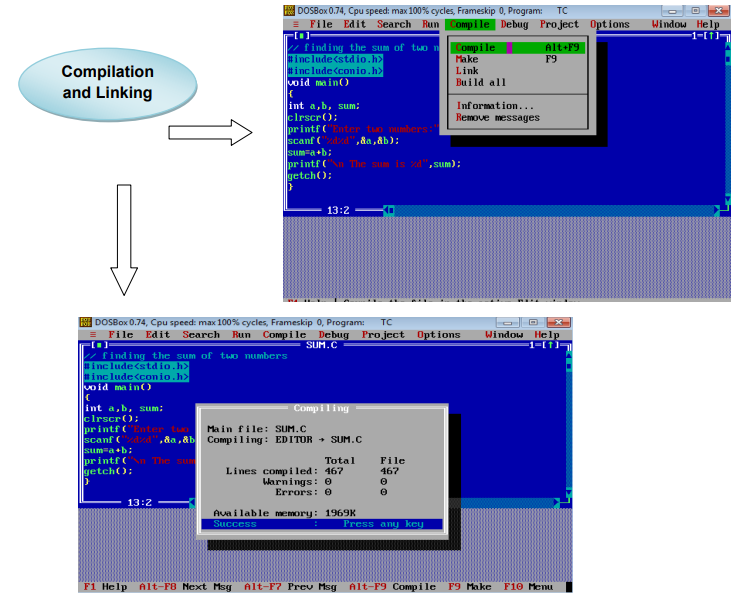 Compilation
and Linking
DOSBox 0.74, Cpu speed: max 100% cycles, Frameskip 0, Program: TC
≡ File Edit Search Run Compile Debug Project Options Window Help
1=[↑]
// finding the sum of two n
#include<stdio.h>
#include<conio.h>
void main()
{
int a,b, sum;
clrscr();
printf("Enter two numbers:"
scanf("%d%d",&a,&b);
sum=a+b;
printf("\n The sum is %d",sum);
getch();
}
13:2
Compile Alt-F9
Make F9
Link
Build all
Information...
Remove messages
DOSBox 0.74, Cpu speed: max 100% cycles, Frameskip 0, Program: TC
≡ File Edit Search Run Compile Debug Project Options Window Help
SUM.C 1=[↑]
// finding the sum of two numbers
#include<stdio.h>
#include<conio.h>
void main()
{
int a,b, sum;
clrscr();
printf("Enter two
scanf("%d%d",&a,&b
sum=a+b;
printf("\n The sum
getch();
}
13:2
Compiling
Main file: SUM.C
Compiling: EDITOR → SUM.C
Total File
Lines compiled: 467 467
Warnings: 0 0
Errors: 0 0
Available memory: 1969K
Success : Press any key
F1 Help Alt-F8 Next Msg Alt-F7 Prev Msg Alt-F9 Compile F9 Make F10 Menu